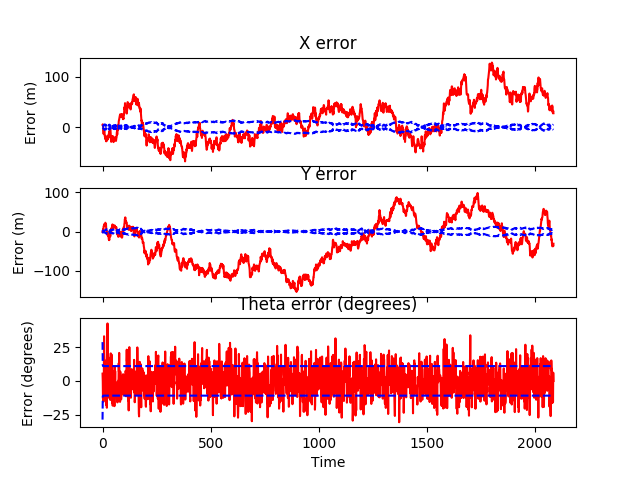 X error
Error (m)
100
0
Y error
Error (m)
100
0
−100
Theta error (degrees)
Error (degrees)
25
0
−25
0 500 1000 1500 2000
Time